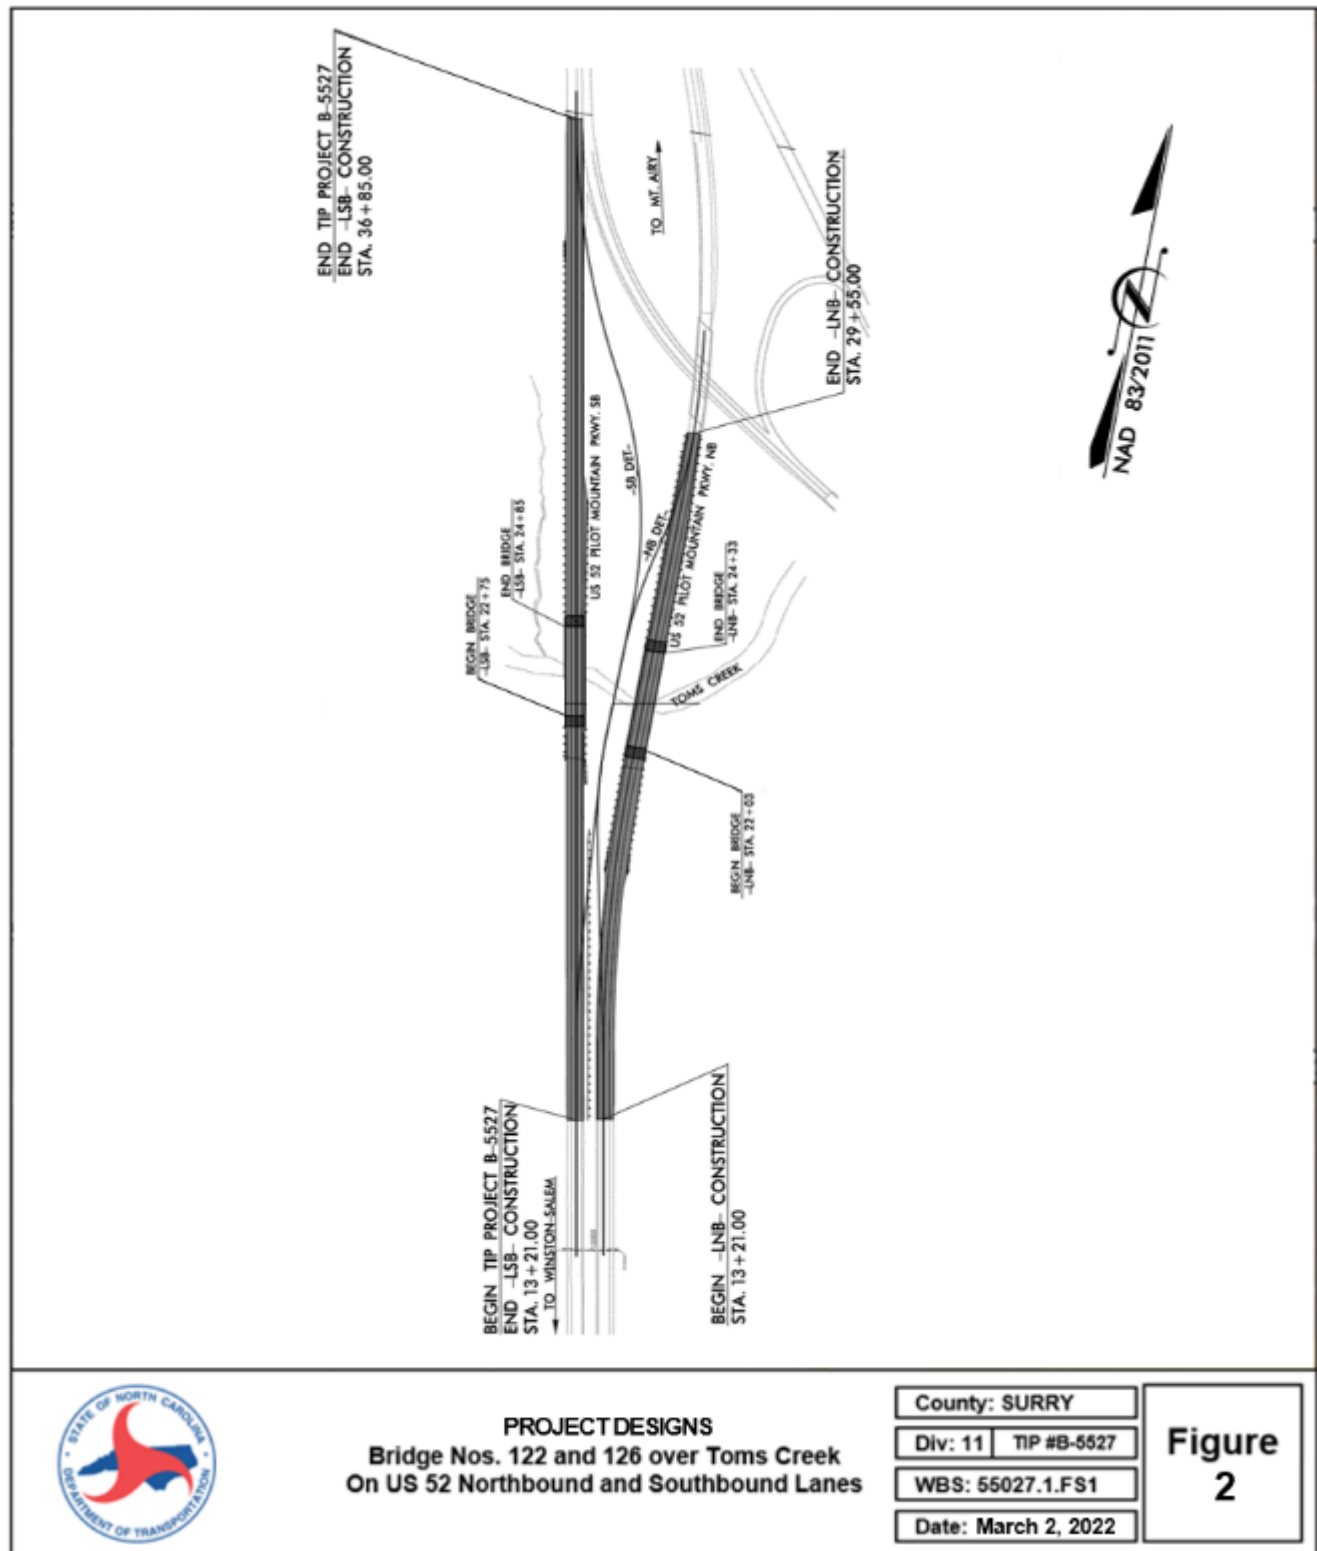 END TIP PROJECT B-5527
END -LSB- CONSTRUCTION
STA. 36+85.00
TO MT. AIRY
END -LNB- CONSTRUCTION
STA. 29+55.00
NAD 83/2011
US 52 PILOT MOUNTAIN PKWY. SB
-SB DET-
-NB DET-
US 52 PILOT MOUNTAIN PKWY. NB
END BRIDGE
-LSB- STA. 24+85
BEGIN BRIDGE
-LSB- STA. 22+75
END BRIDGE
-LNB- STA. 24+33
TOMS CREEK
BEGIN BRIDGE
-LNB- STA. 22+03
BEGIN TIP PROJECT B-5527
END -LSB- CONSTRUCTION
STA. 13+21.00
TO WINSTON-SALEM
BEGIN -LNB- CONSTRUCTION
STA. 13+21.00
STATE OF NORTH CAROLINA
DEPARTMENT OF TRANSPORTATION
PROJECT DESIGNS
Bridge Nos. 122 and 126 over Toms Creek
On US 52 Northbound and Southbound Lanes
County: SURRY
Div: 11 TIP #B-5527
WBS: 55027.1.FS1
Date: March 2, 2022
Figure
2